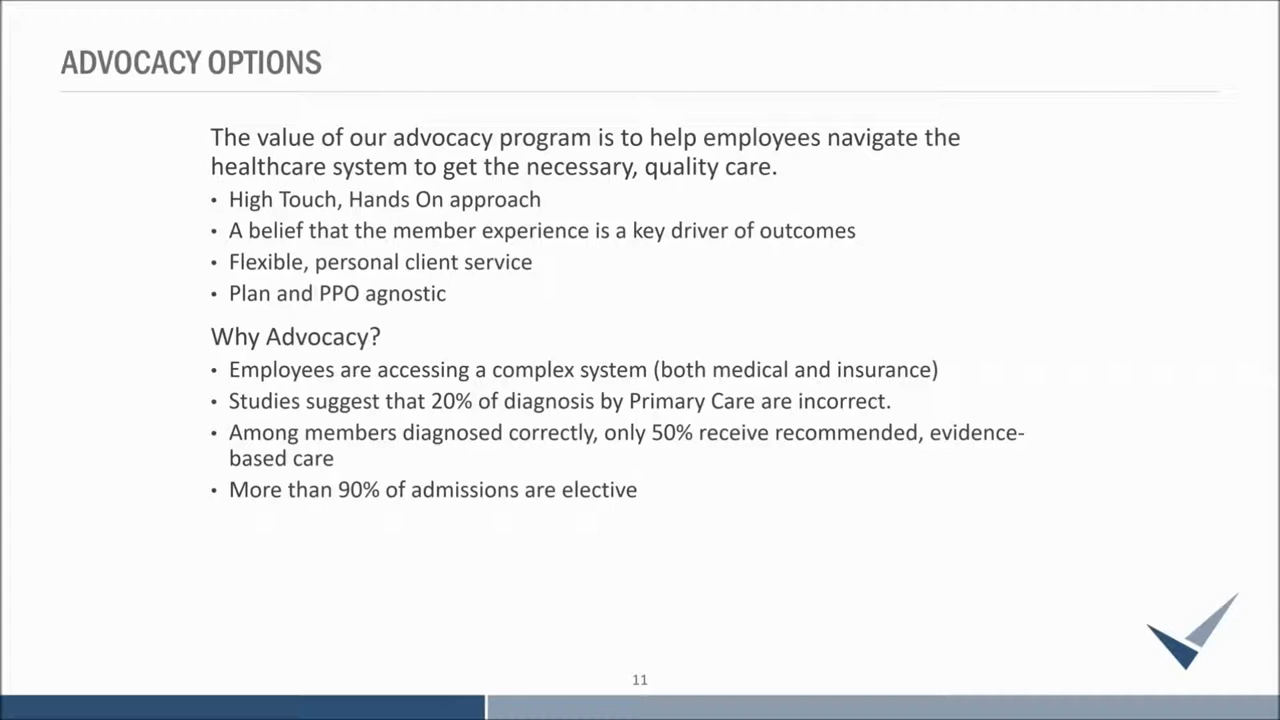 ADVOCACY OPTIONS
The value of our advocacy program is to help employees navigate the
healthcare system to get the necessary, quality care.
• High Touch, Hands On approach
• A belief that the member experience is a key driver of outcomes
• Flexible, personal client service
• Plan and PPO agnostic
Why Advocacy?
• Employees are accessing a complex system (both medical and insurance)
• Studies suggest that 20% of diagnosis by Primary Care are incorrect.
• Among members diagnosed correctly, only 50% receive recommended, evidence-
based care
• More than 90% of admissions are elective
11